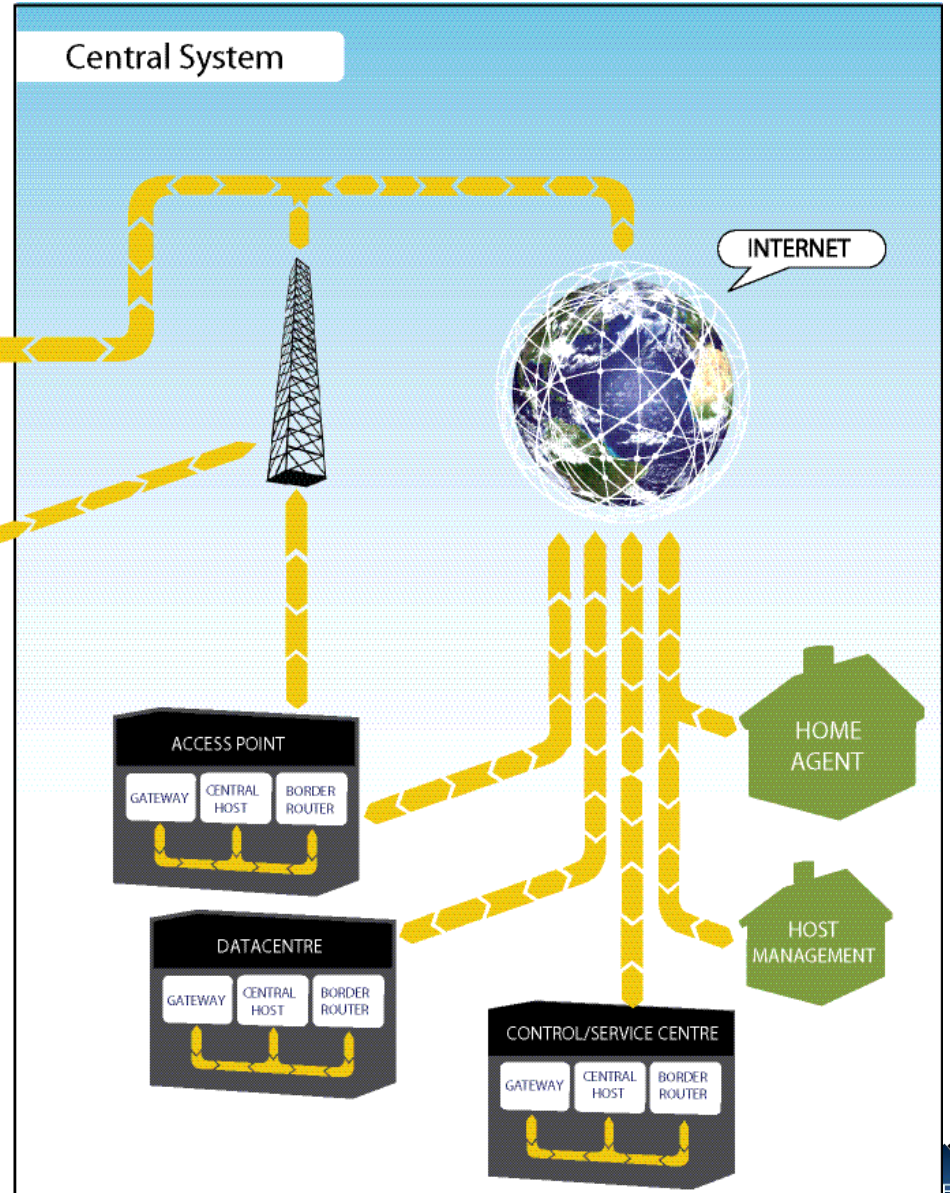 Central System
INTERNET
ACCESS POINT
GATEWAY
CENTRAL
HOST
BORDER
ROUTER
HOME
AGENT
DATACENTRE
GATEWAY
CENTRAL
HOST
BORDER
ROUTER
HOST
MANAGEMENT
CONTROL/SERVICE CENTRE
GATEWAY
CENTRAL
HOST
BORDER
ROUTER